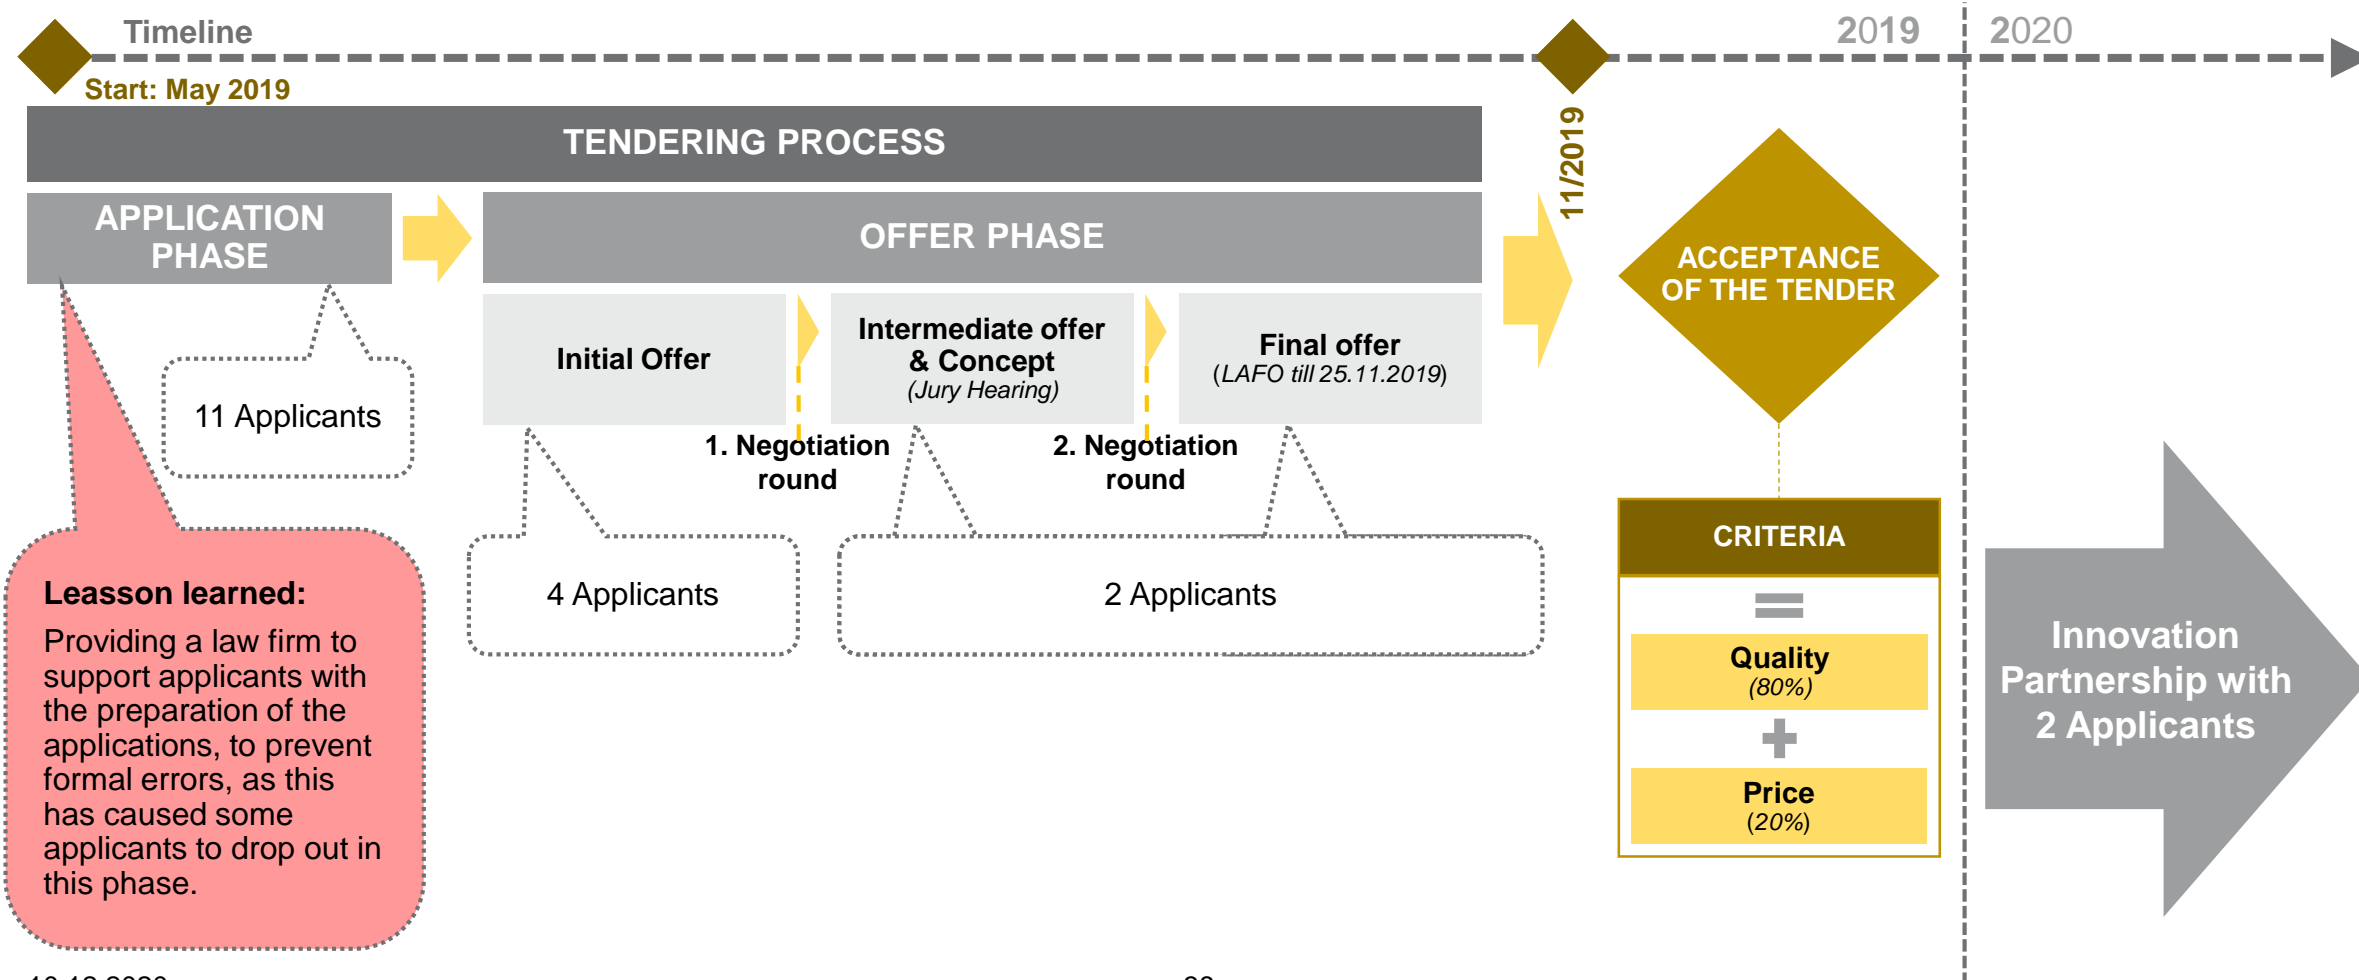 Timeline
2019
2020
Start: May 2019
11/2019
TENDERING PROCESS
APPLICATION
PHASE
OFFER PHASE
ACCEPTANCE
OF THE TENDER
Initial Offer
Intermediate offer
& Concept
(Jury Hearing)
Final offer
(LAFO till 25.11.2019)
11 Applicants
1. Negotiation
round
2. Negotiation
round
4 Applicants
2 Applicants
CRITERIA
Quality
(80%)
Price
(20%)
Innovation
Partnership with
2 Applicants
Leasson learned:
Providing a law firm to
support applicants with
the preparation of the
applications, to prevent
formal errors, as this
has caused some
applicants to drop out in
this phase.